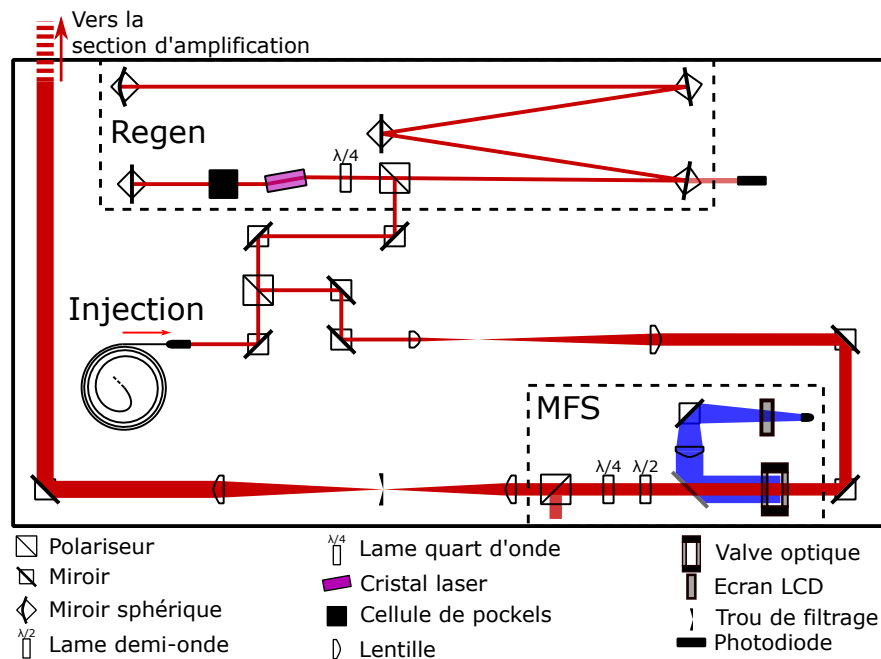 Vers la
section d'amplification
Regen
λ/4
Injection
MFS
λ/4
λ/2
Polariseur
Miroir
Miroir sphérique
λ/2
Lame demi-onde
λ/4
Lame quart d'onde
Cristal laser
Cellule de pockels
Lentille
Valve optique
Ecran LCD
Trou de filtrage
Photodiode